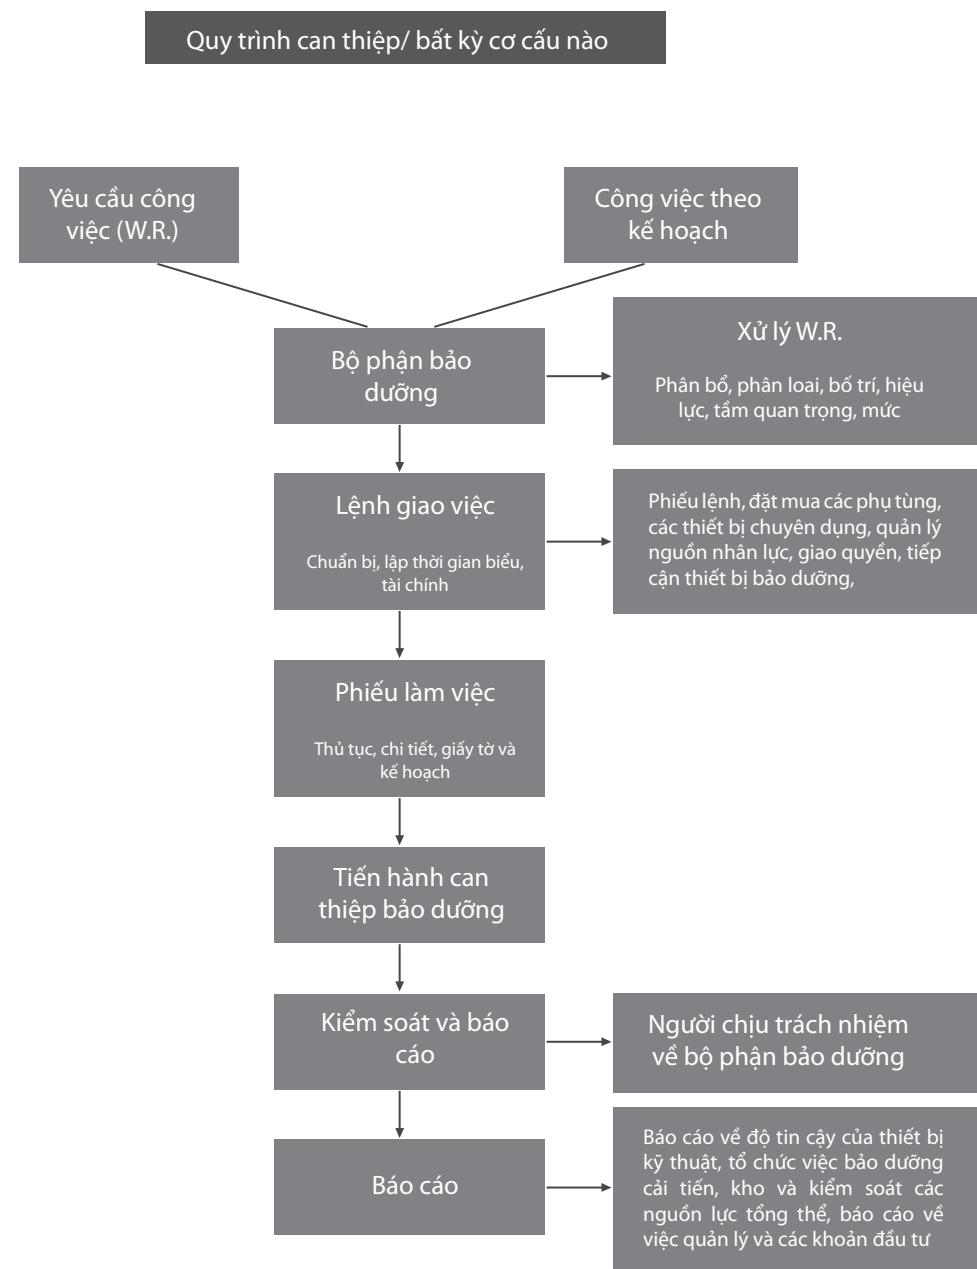 Quy trình can thiệp/ bất kỳ cơ cấu nào
Yêu cầu công
việc (W.R.)
Công việc theo
kế hoạch
Bộ phận bảo
dưỡng
Xử lý W.R.
Phân bổ, phân loai, bố trí, hiệu
lực, tầm quan trọng, mức
Lệnh giao việc
Chuẩn bị, lập thời gian biểu,
tài chính
Phiếu lệnh, đặt mua các phụ tùng,
các thiết bị chuyên dụng, quản lý
nguồn nhân lực, giao quyền, tiếp
cận thiết bị bảo dưỡng,
Phiếu làm việc
Thủ tục, chi tiết, giấy tờ và
kế hoạch
Tiến hành can
thiệp bảo dưỡng
Kiểm soát và báo
cáo
Người chịu trách nhiệm
về bộ phận bảo dưỡng
Báo cáo
Báo cáo về độ tin cậy của thiết bị
kỹ thuật, tổ chức việc bảo dưỡng
cải tiến, kho và kiểm soát các
nguồn lực tổng thể, báo cáo về
việc quản lý và các khoản đầu tư